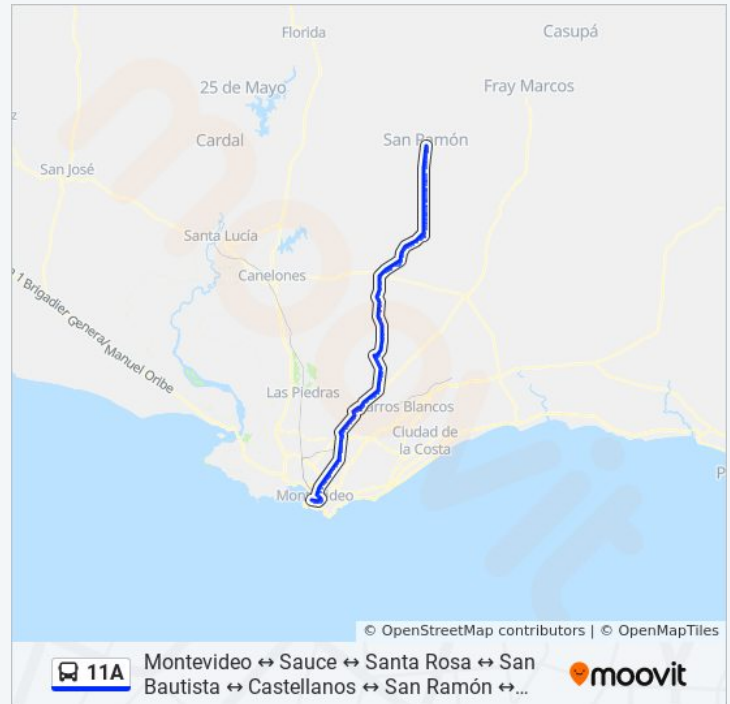 Florida
Casupá
25 de Mayo
Fray Marcos
Cardal
San Ramón
San José
Santa Lucía
Canelones
1 Brigadier General Manuel Oribe
Las Piedras
Barros Blancos
Ciudad de
la Costa
Montevideo
P
moovit
© OpenStreetMap contributors | © OpenMapTiles
11A
Montevideo ↔ Sauce ↔ Santa Rosa ↔ San
Bautista ↔ Castellanos ↔ San Ramón ↔...
moovit